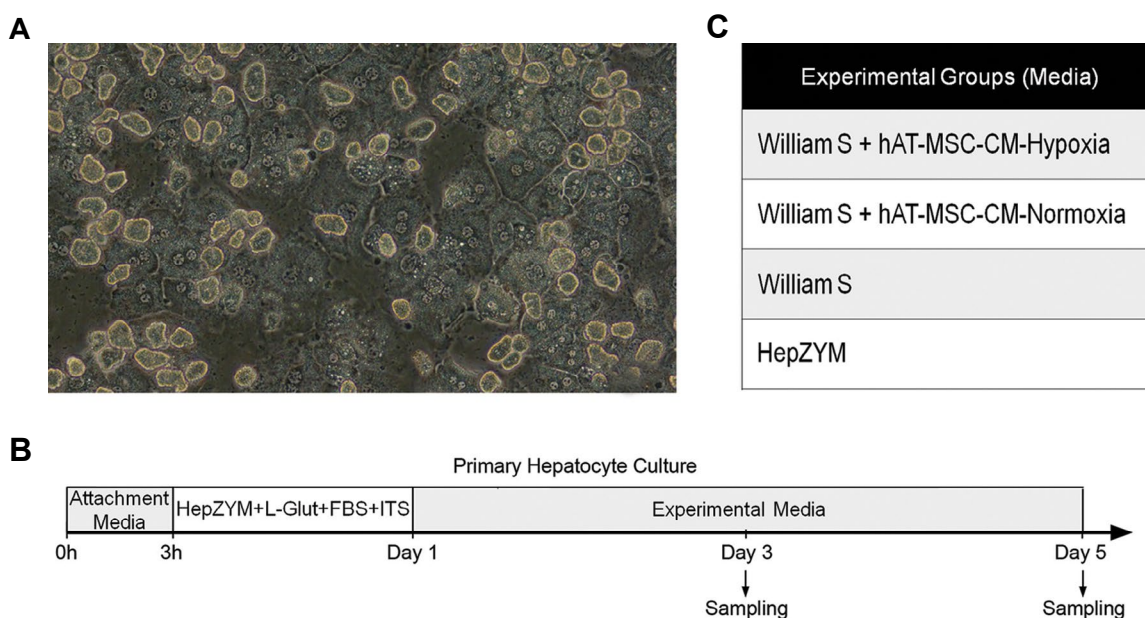 A
C
Experimental Groups (Media)
William S + hAT-MSC-CM-Hypoxia
William S + hAT-MSC-CM-Normoxia
William S
HepZYM
B
Primary Hepatocyte Culture
Attachment
Media
HepZYM+L-Glut+FBS+ITS
Experimental Media
0h
3h
Day 1
Day 3
Day 5
Sampling
Sampling